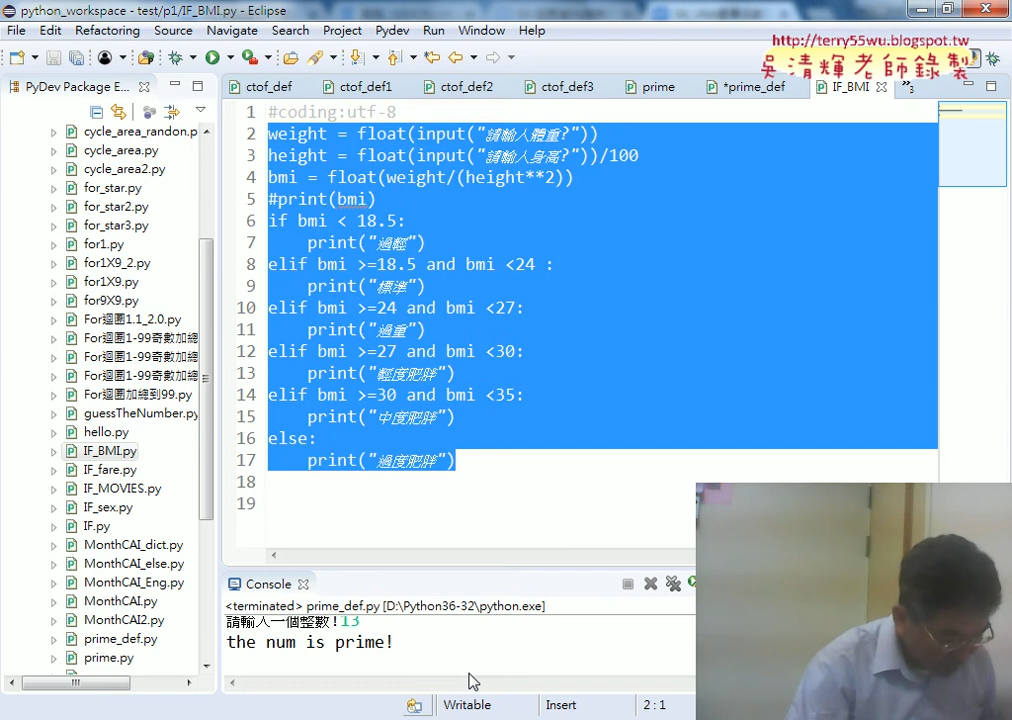 python_workspace - test/p1/IF_BMI.py - Eclipse
File Edit Navigate Search Project Run Window Help
Refactoring Source Pydev
http://terry55wu.blogspot.tw
吳清輝老師錄製
PyDev Package E...
ctof_def ctof_def1 ctof_def2 ctof_def3 prime *prime_def IF_BMI »3
cycle_area_randon.p
cycle_area.py
cycle_area2.py
for_star.py
for_star2.py
for_star3.py
for1.py
for1X9_2.py
for1X9.py
for9X9.py
For迴圈1.1_2.0.py
For迴圈1-99奇數加總
For迴圈1-99奇數加總
For迴圈1-99奇數加總
For迴圈加總到99.py
guessTheNumber.py
hello.py
IF_BMI.py
IF_fare.py
IF_MOVIES.py
IF_sex.py
IF.py
MonthCAI_dict.py
MonthCAI_else.py
MonthCAI_Eng.py
MonthCAI.py
MonthCAI2.py
prime_def.py
prime.py
1 #coding:utf-8
2 weight = float(input("請輸入體重?"))
3 height = float(input("請輸入身高?"))/100
4 bmi = float(weight/(height**2))
5 #print(bmi)
6 if bmi < 18.5:
7 print("過輕")
8 elif bmi >=18.5 and bmi <24 :
9 print("標準")
10 elif bmi >=24 and bmi <27:
11 print("過重")
12 elif bmi >=27 and bmi <30:
13 print("輕度肥胖")
14 elif bmi >=30 and bmi <35:
15 print("中度肥胖")
16 else:
17 print("過度肥胖")
18
19
Console
<terminated> prime_def.py [D:\Python36-32\python.exe]
請輸入一個整數!13
the num is prime!
Writable Insert 2 : 1